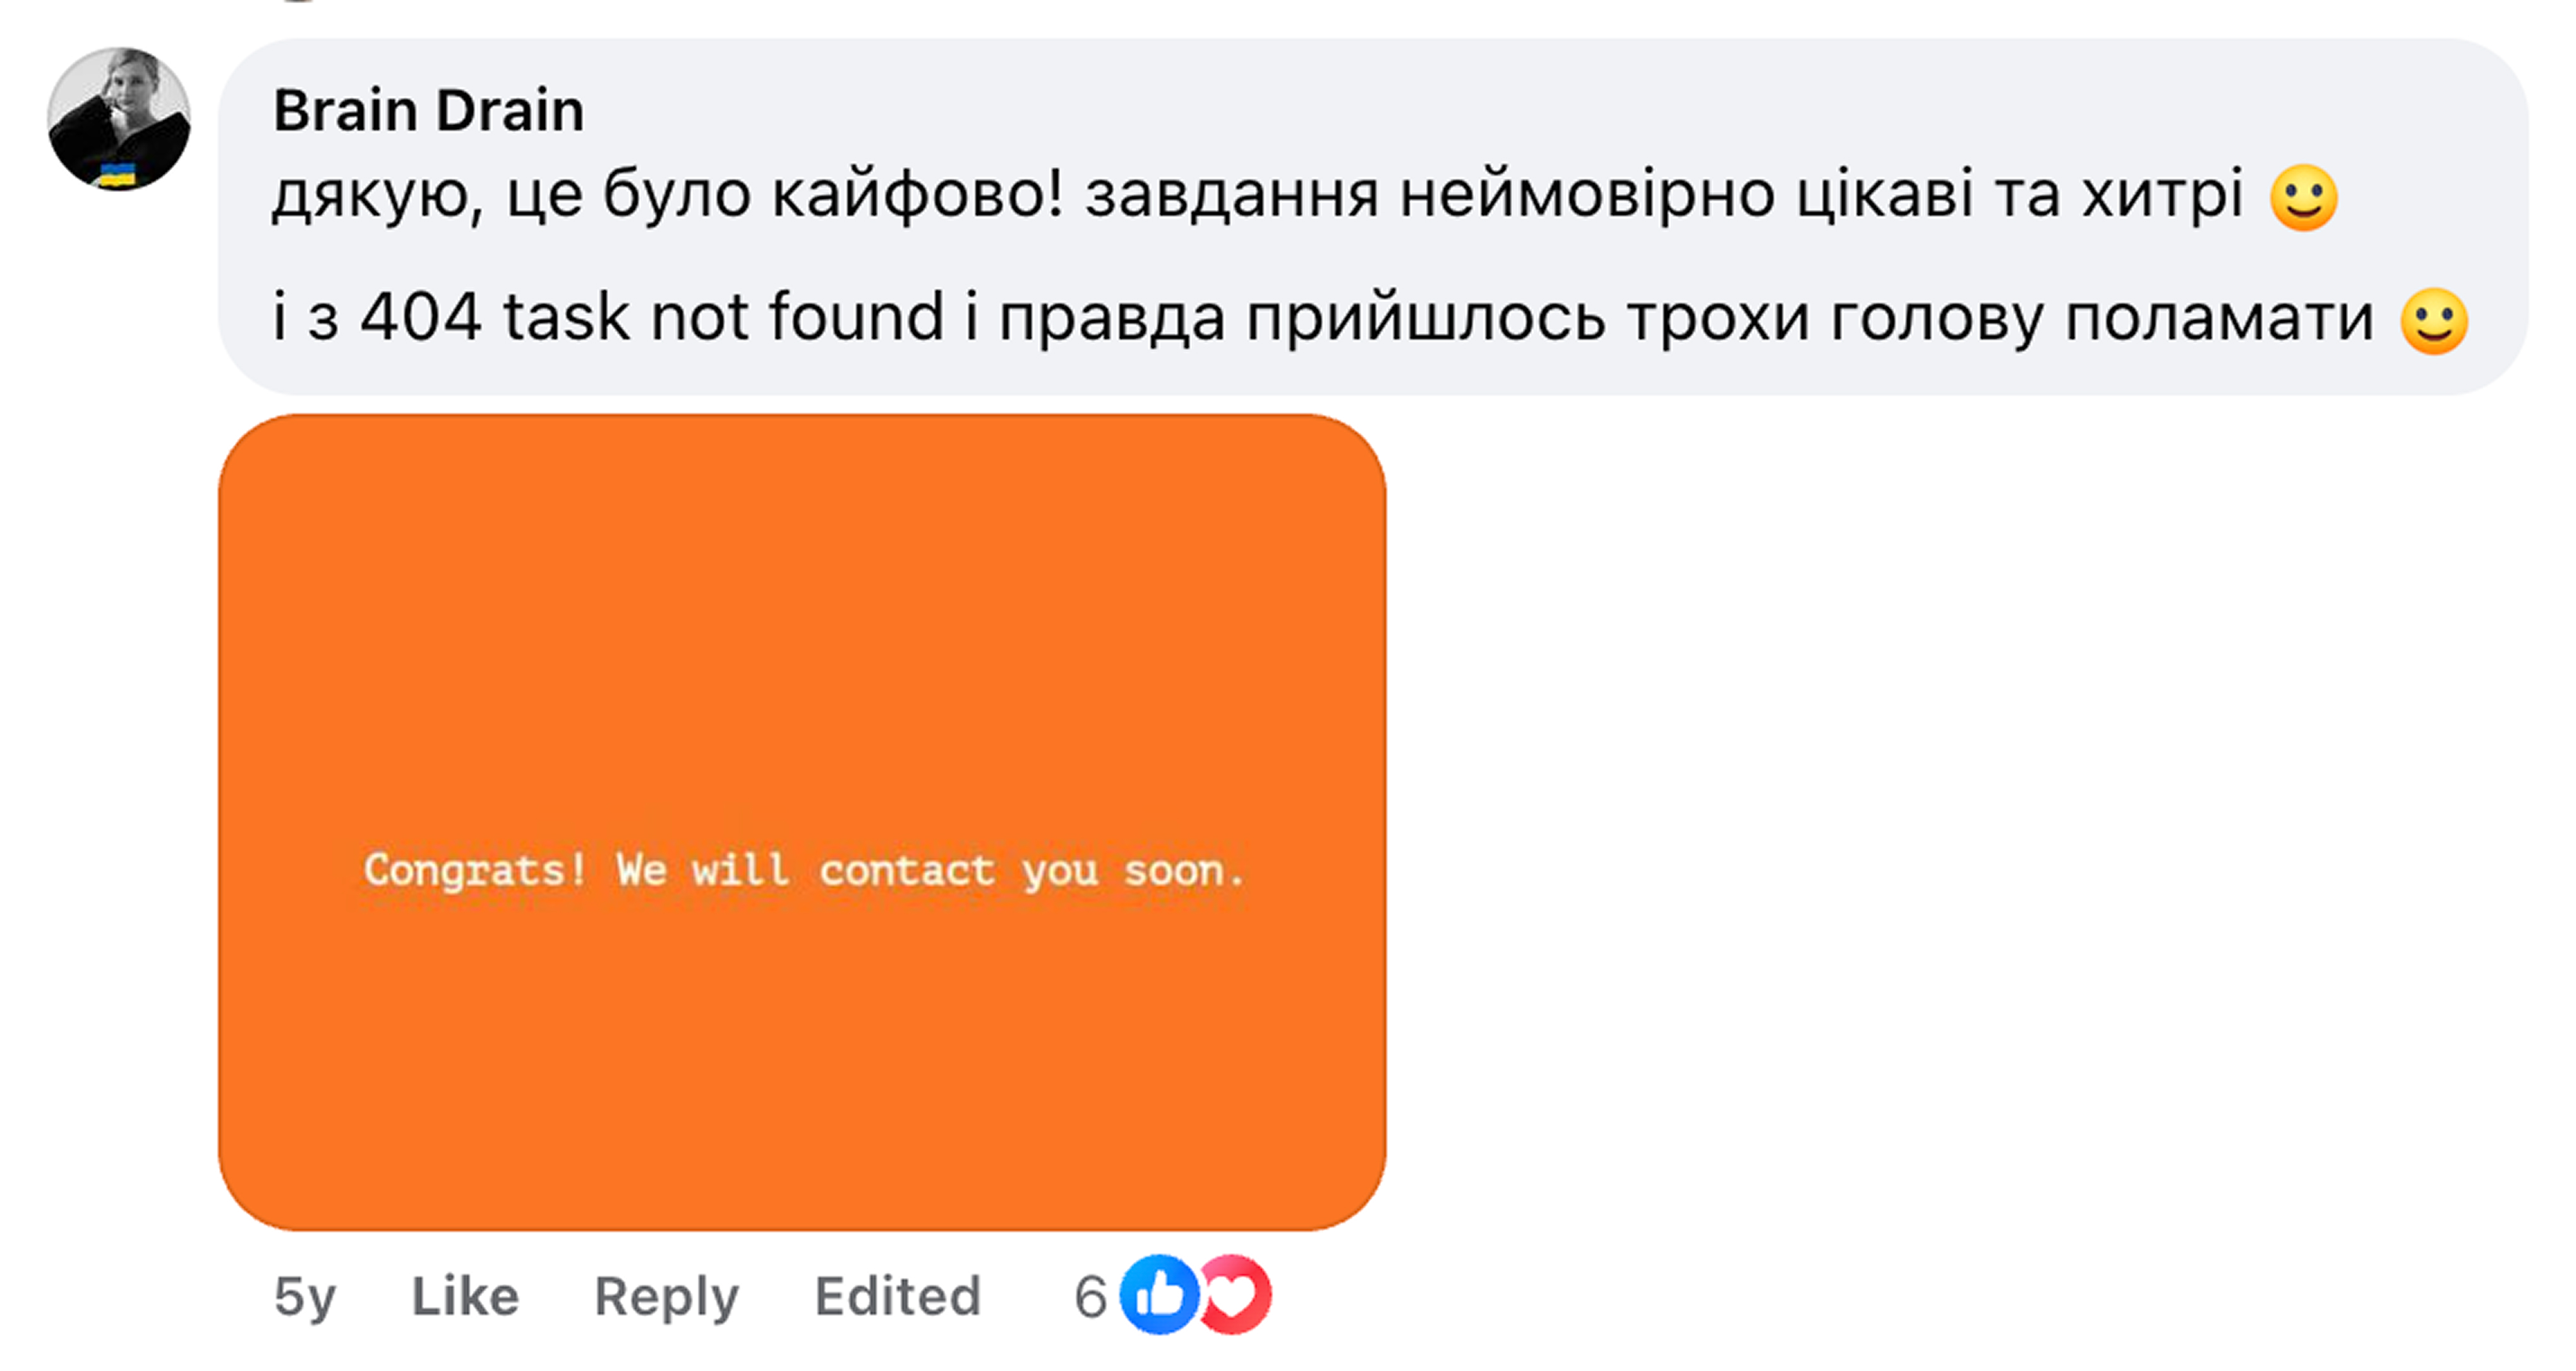 Brain Drain
дякую, це було кайфово! завдання неймовірно цікаві та хитрі 🙂
і з 404 task not found і правда прийшлось трохи голову поламати 🙂
Congrats! We will contact you soon.
5y Like Reply Edited 6